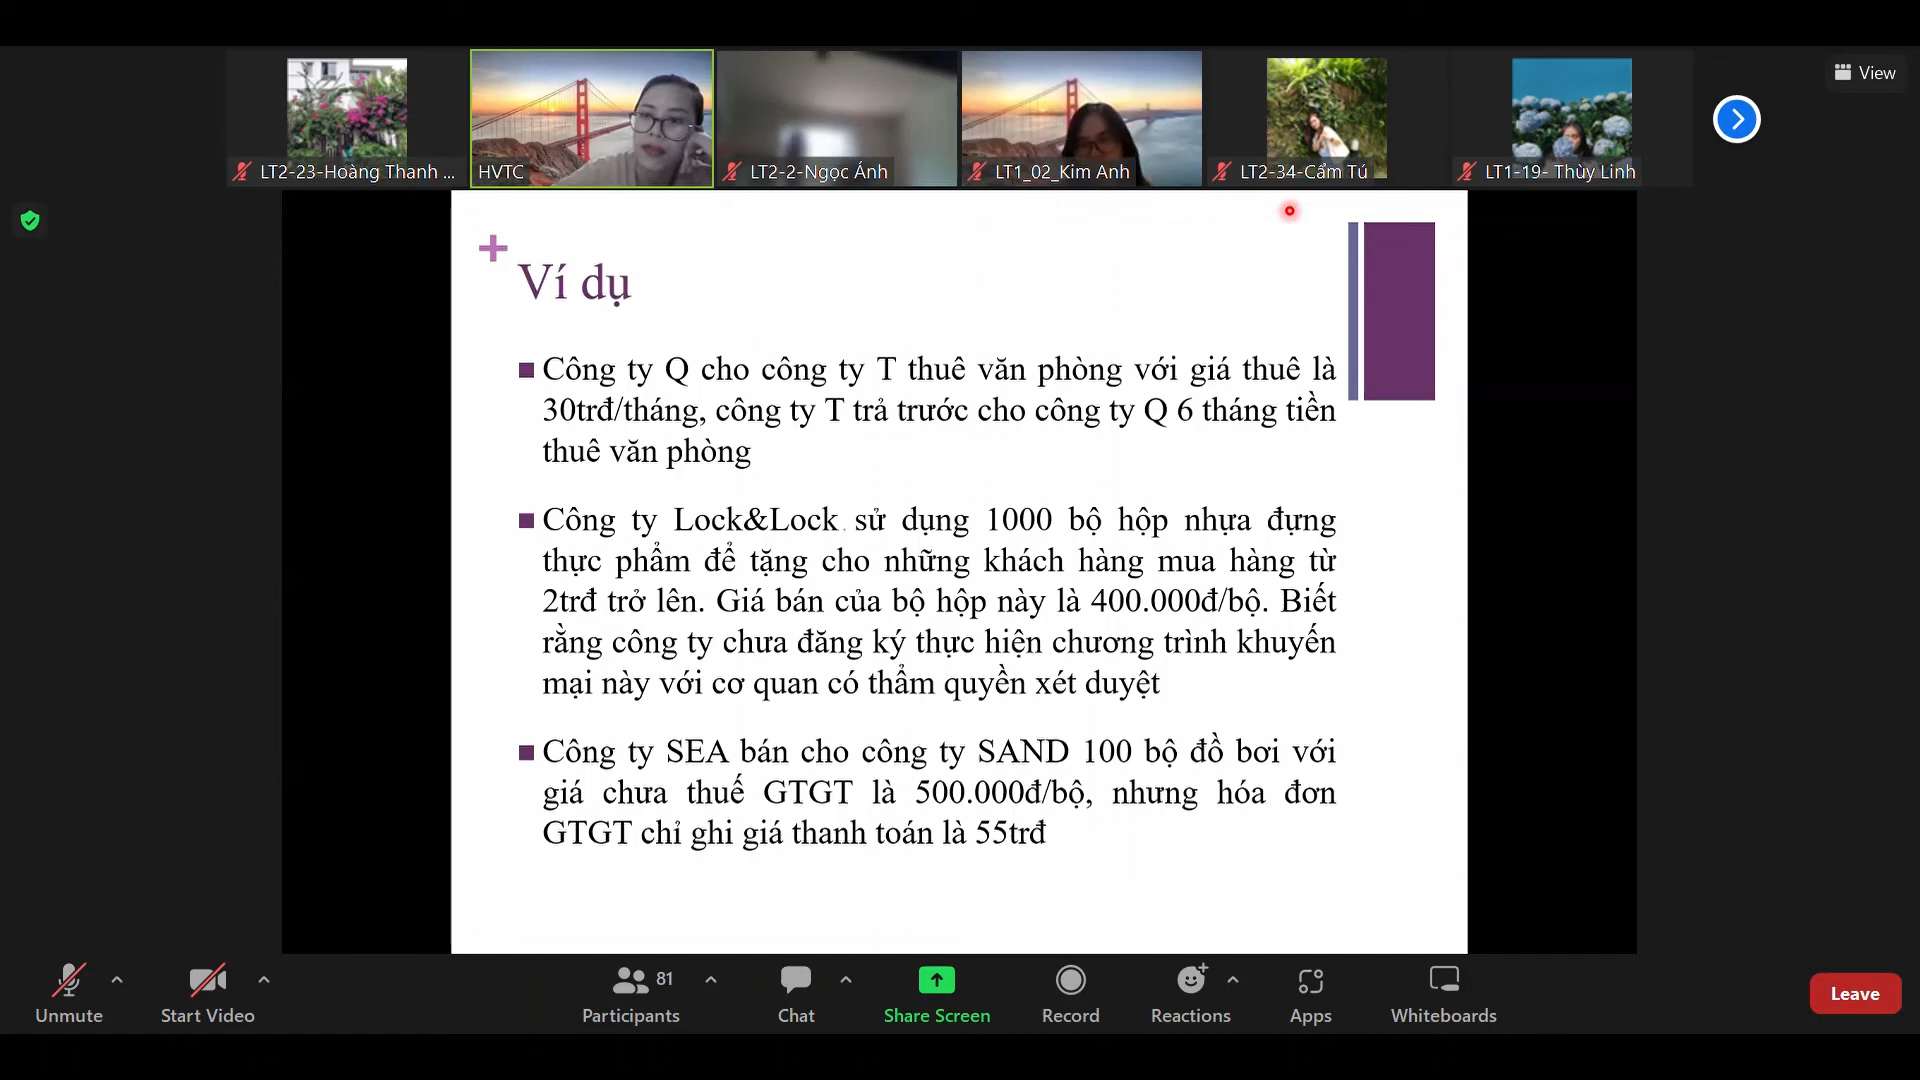 View
LT2-23-Hoàng Thanh ...
HVTC
LT2-2-Ngọc Ánh
LT1_02_Kim Anh
LT2-34-Cẩm Tú
LT1-19- Thùy Linh
+
Ví dụ
Công ty Q cho công ty T thuê văn phòng với giá thuê là
30trđ/tháng, công ty T trả trước cho công ty Q 6 tháng tiền
thuê văn phòng
Công ty Lock&Lock sử dụng 1000 bộ hộp nhựa đựng
thực phẩm để tặng cho những khách hàng mua hàng từ
2trđ trở lên. Giá bán của bộ hộp này là 400.000đ/bộ. Biết
rằng công ty chưa đăng ký thực hiện chương trình khuyến
mại này với cơ quan có thẩm quyền xét duyệt
Công ty SEA bán cho công ty SAND 100 bộ đồ bơi với
giá chưa thuế GTGT là 500.000đ/bộ, nhưng hóa đơn
GTGT chỉ ghi giá thanh toán là 55trđ
81
Unmute
Start Video
Participants
Chat
Share Screen
Record
Reactions
Apps
Whiteboards
Leave